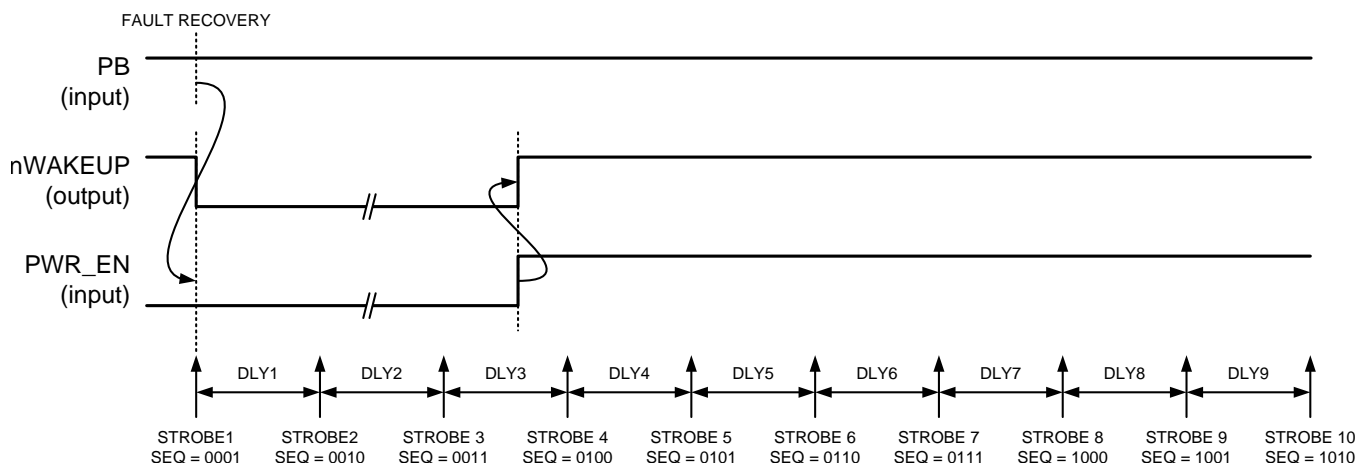 FAULT RECOVERY
PB
(input)
nWAKEUP
(output)
PWR_EN
(input)
DLY1 DLY2 DLY3 DLY4 DLY5 DLY6 DLY7 DLY8 DLY9
STROBE1 STROBE2 STROBE 3 STROBE 4 STROBE 5 STROBE 6 STROBE 7 STROBE 8 STROBE 9 STROBE 10
SEQ = 0001 SEQ = 0010 SEQ = 0011 SEQ = 0100 SEQ = 0101 SEQ = 0110 SEQ = 0111 SEQ = 1000 SEQ = 1001 SEQ = 1010